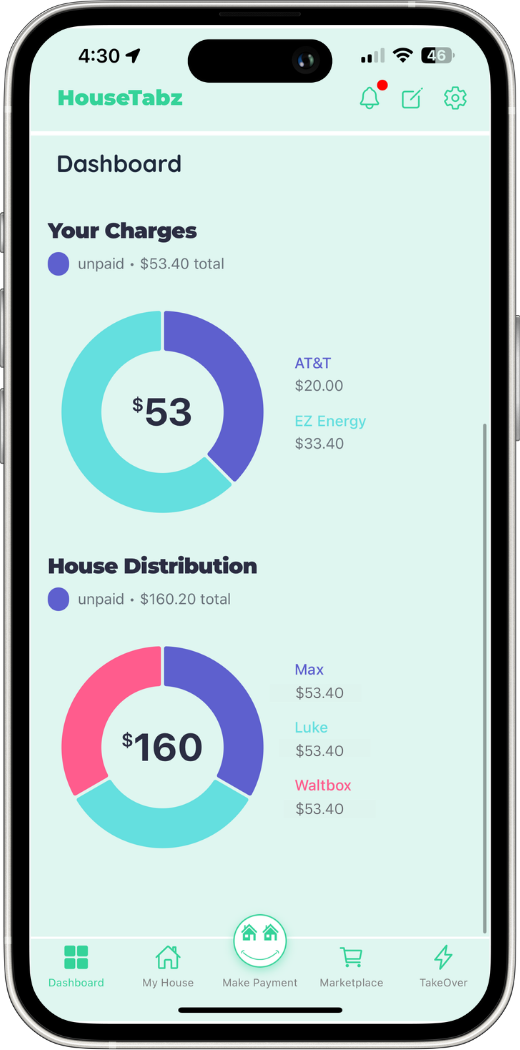 4:30
46
HouseTabz
Dashboard
Your Charges
unpaid • $53.40 total
$53
AT&T
$20.00
EZ Energy
$33.40
House Distribution
unpaid • $160.20 total
$160
Max
$53.40
Luke
$53.40
Waltbox
$53.40
Dashboard
My House
Make Payment
Marketplace
TakeOver